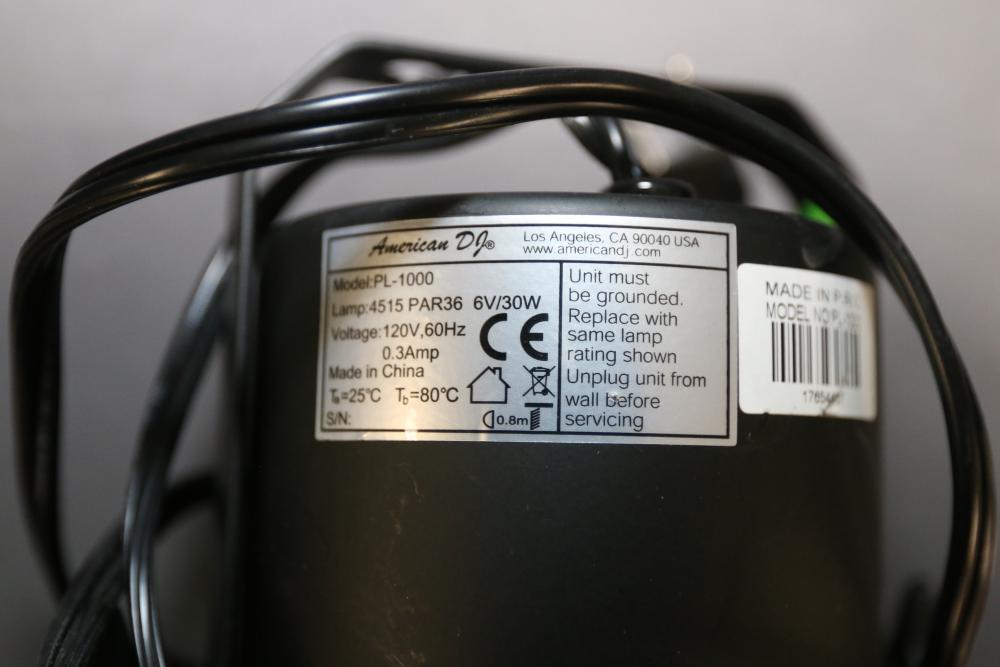 American DJ®
Los Angeles, CA 90040 USA
www.americandj.com
Model:PL-1000
Lamp:4515 PAR36 6V/30W
Voltage:120V,60Hz
0.3Amp
Made in China
Ta=25°C Tb=80°C
S/N:
0.8m
Unit must
be grounded.
Replace with
same lamp
rating shown
Unplug unit from
wall before
servicing
MADE IN P.R.C
MODEL NO